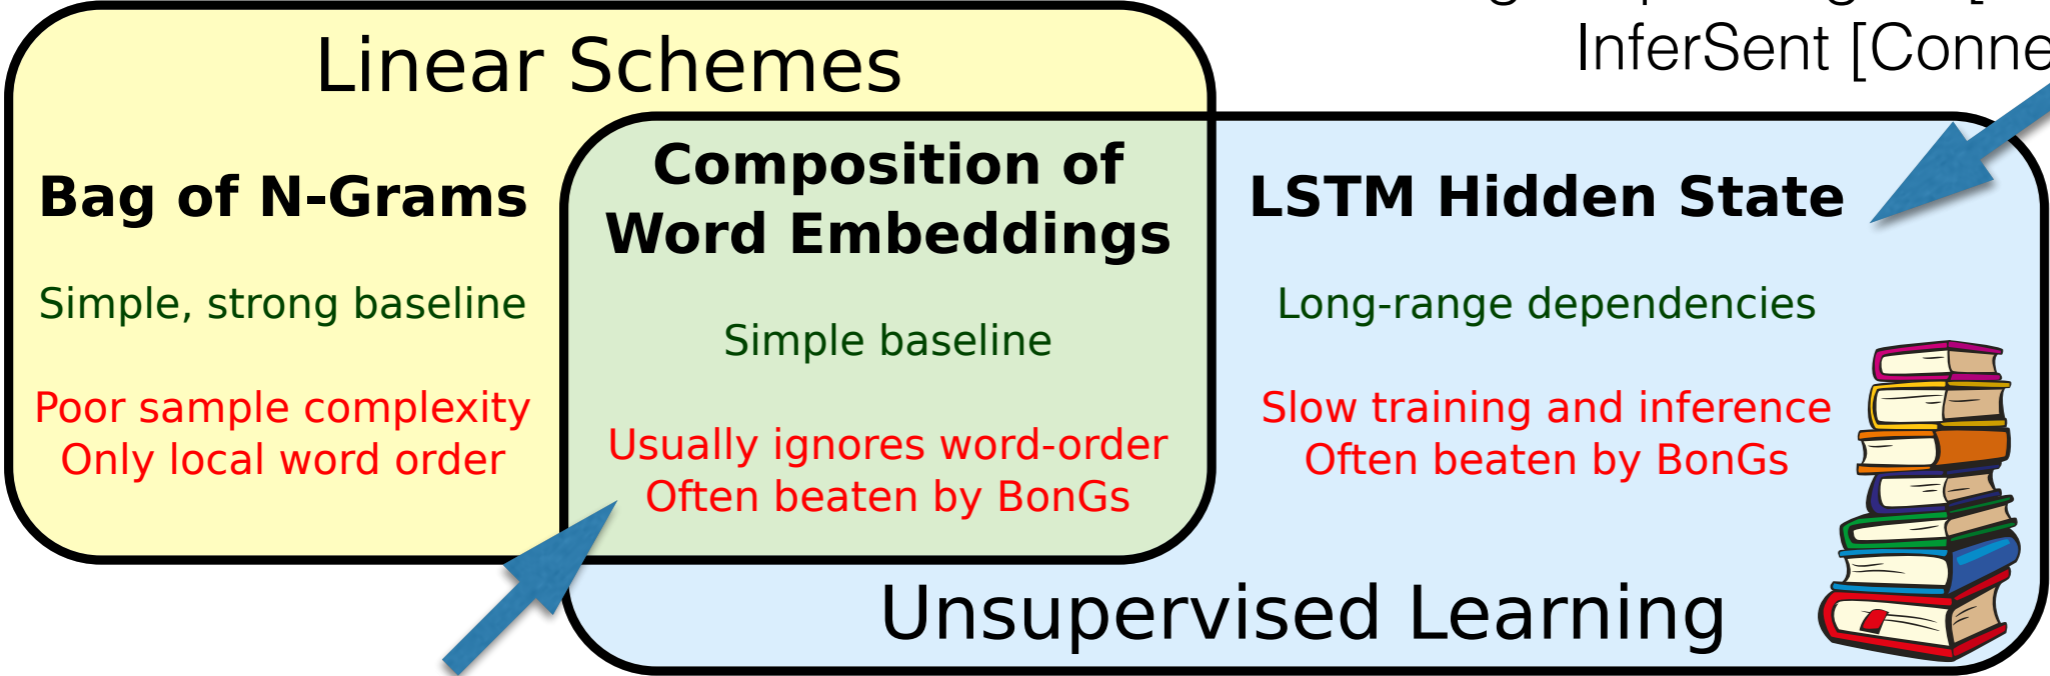 InferSent
Linear Schemes
Bag of N-Grams
Simple, strong baseline
Poor sample complexity
Only local word order
Composition of
Word Embeddings
Simple baseline
Usually ignores word-order
Often beaten by BonGs
LSTM Hidden State
Long-range dependencies
Slow training and inference
Often beaten by BonGs
Unsupervised Learning